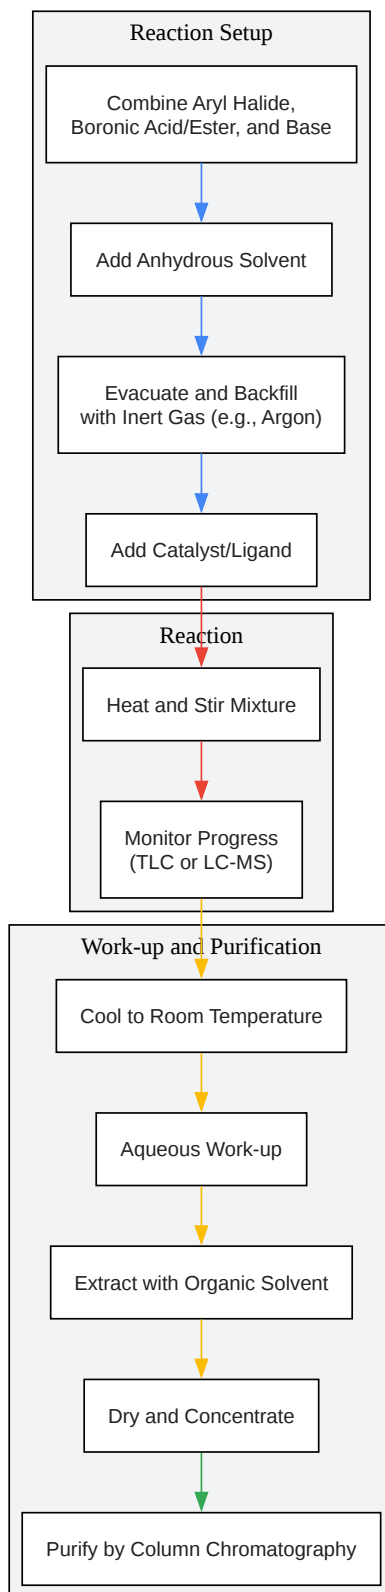 Reaction Setup
Combine Aryl Halide,
Boronic Acid/Ester, and Base
Add Anhydrous Solvent
Evacuate and Backfill
with Inert Gas (e.g., Argon)
Add Catalyst/Ligand
Reaction
Heat and Stir Mixture
Monitor Progress
(TLC or LC-MS)
Work-up and Purification
Cool to Room Temperature
Aqueous Work-up
Extract with Organic Solvent
Dry and Concentrate
Purify by Column Chromatography